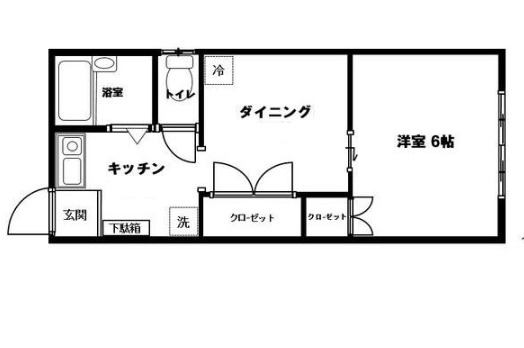 冷
浴室
トイレ
ダイニング
洋室 6帖
キッチン
玄関
下駄箱
洗
クローゼット
クローゼット